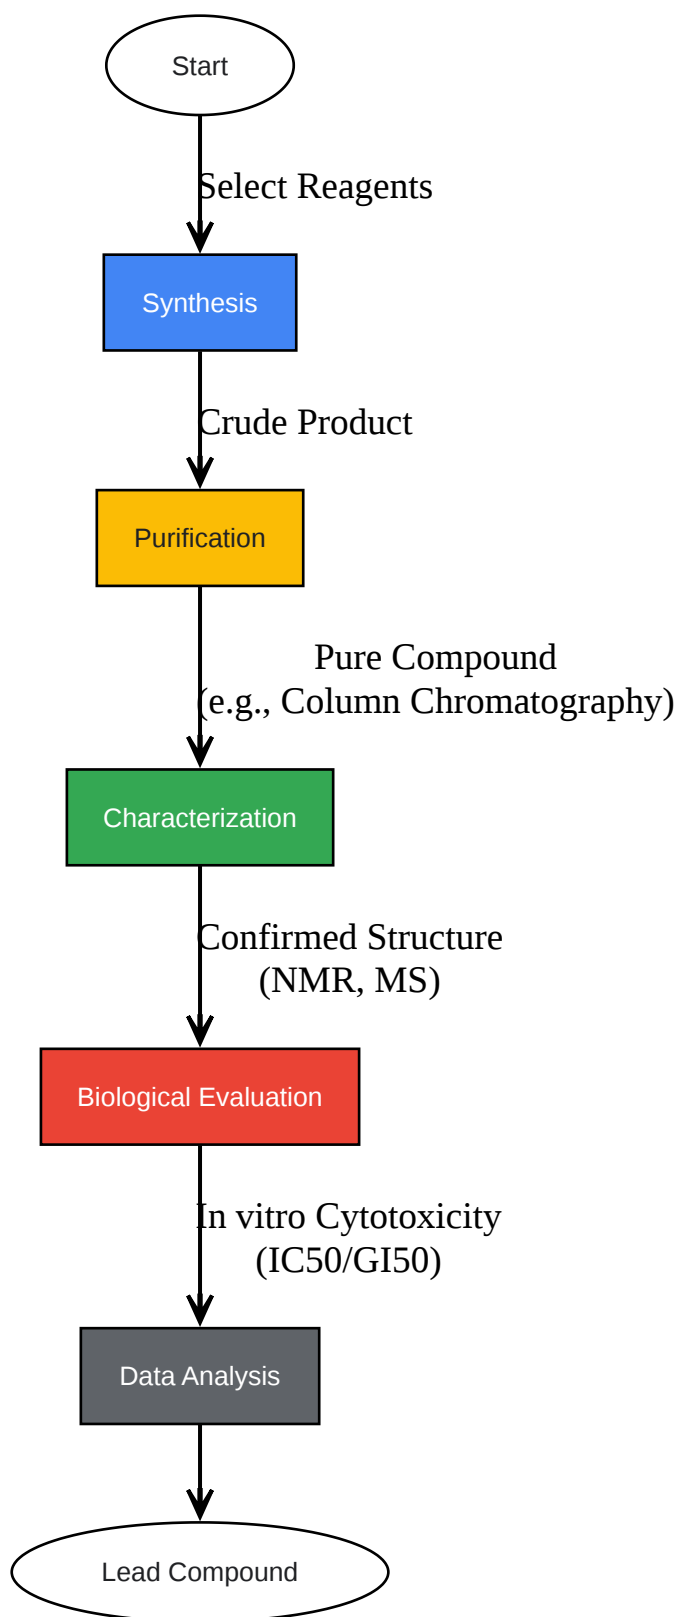 Start
Select Reagents
Synthesis
Crude Product
Purification
Pure Compound
(e.g., Column Chromatography)
Characterization
Confirmed Structure
(NMR, MS)
Biological Evaluation
In vitro Cytotoxicity
(IC50/GI50)
Data Analysis
Lead Compound